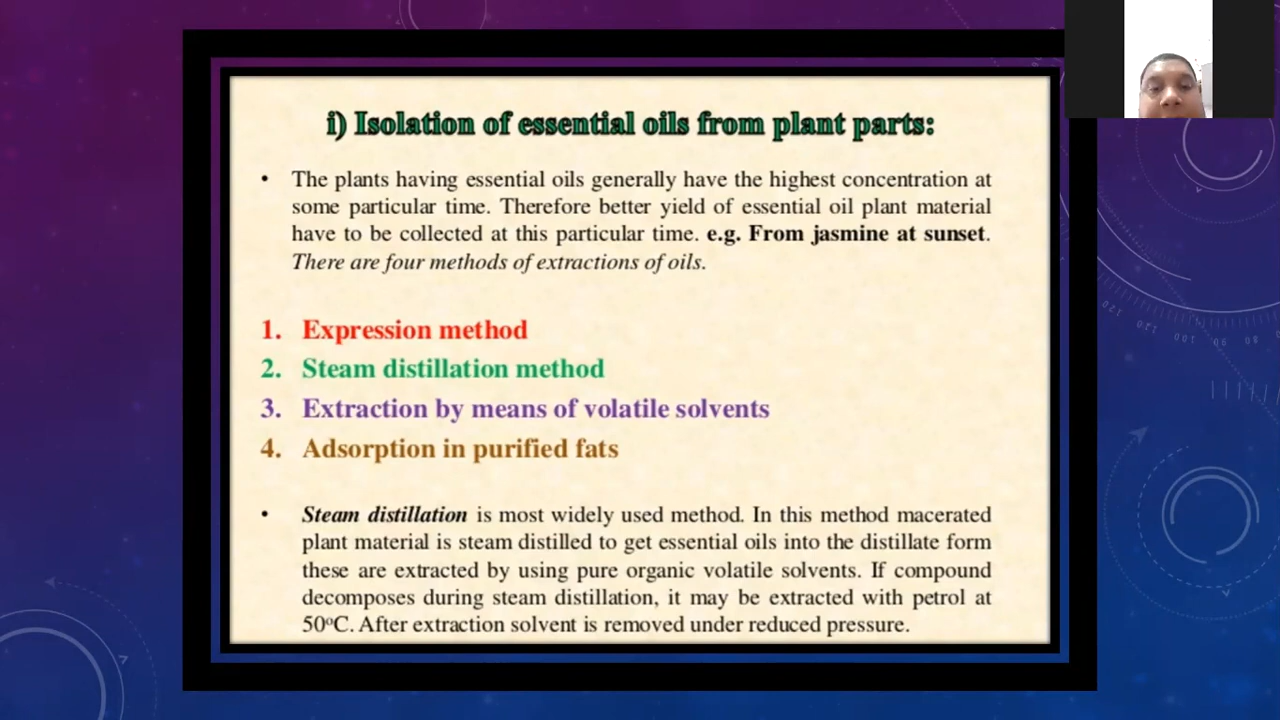 i) Isolation of essential oils from plant parts:
• The plants having essential oils generally have the highest concentration at
some particular time. Therefore better yield of essential oil plant material
have to be collected at this particular time. e.g. From jasmine at sunset.
There are four methods of extractions of oils.
1. Expression method
2. Steam distillation method
3. Extraction by means of volatile solvents
4. Adsorption in purified fats
• Steam distillation is most widely used method. In this method macerated
plant material is steam distilled to get essential oils into the distillate form
these are extracted by using pure organic volatile solvents. If compound
decomposes during steam distillation, it may be extracted with petrol at
50°C. After extraction solvent is removed under reduced pressure.